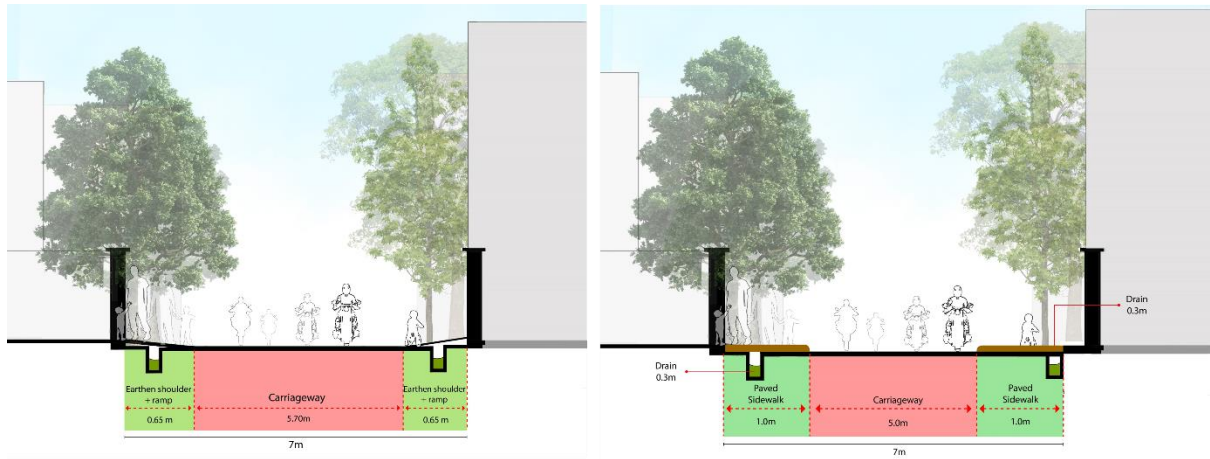 Earthen shoulder
+ ramp
0.65 m
Carriageway
5.70m
Earthen shoulder
+ ramp
0.65 m
7m
Drain
0.3m
Drain
0.3m
Paved
Sidewalk
1.0m
Carriageway
5.0m
Paved
Sidewalk
1.0m
7m